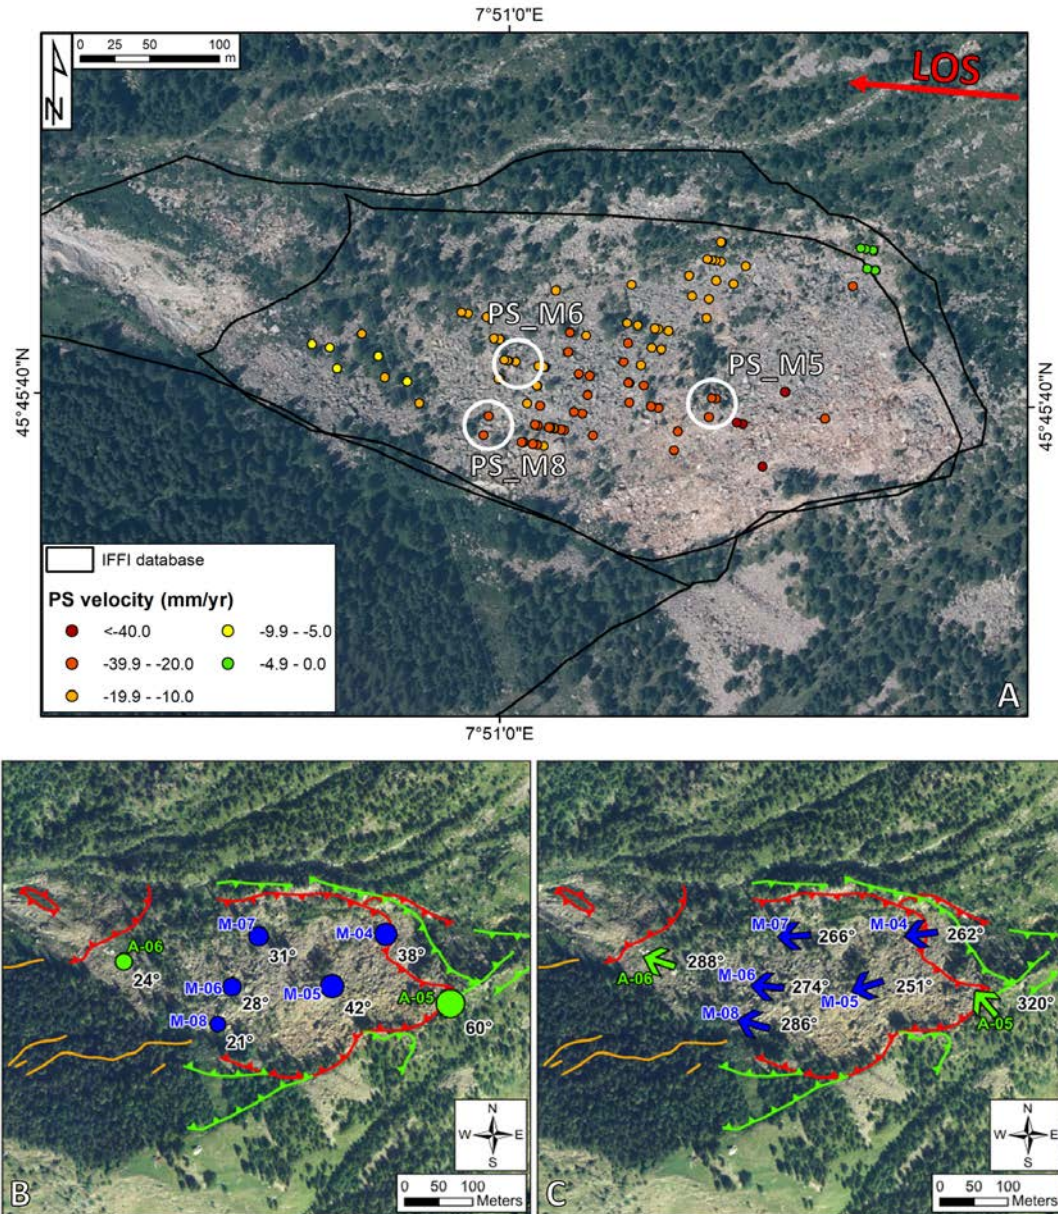 7°51'0"E
0 25 50 100
m
N
LOS
PS_M6
PS_M5
45°45'40"N
45°45'40"N
PS_M8
IFFI database
PS velocity (mm/yr)
<-40.0
-9.9 - -5.0
-39.9 - -20.0
-4.9 - 0.0
-19.9 - -10.0
A
7°51'0"E
M-07
M-04
A-06
31°
38°
24°
M-06
M-05
A-05
28°
42°
M-08
60°
21°
N
W E
S
B
0 50 100
Meters
M-07
M-04
266°
262°
288°
A-06
M-06
274°
251°
M-05
320°
M-08
286°
A-05
N
W E
S
C
0 50 100
Meters